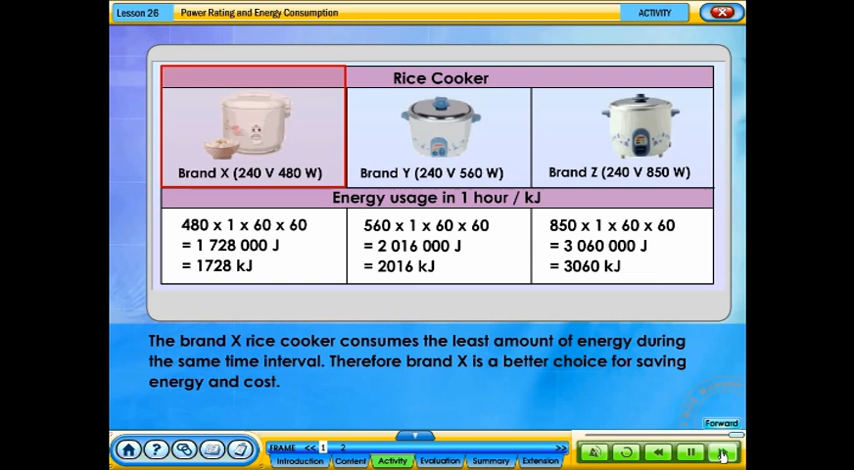 Lesson 26
Power Rating and Energy Consumption
ACTIVITY
Rice Cooker
Brand X (240 V 480 W)
Brand Y (240 V 560 W)
Brand Z (240 V 850 W)
Energy usage in 1 hour / kJ
480 x 1 x 60 x 60
= 1 728 000 J
= 1728 kJ
560 x 1 x 60 x 60
= 2 016 000 J
= 2016 kJ
850 x 1 x 60 x 60
= 3 060 000 J
= 3060 kJ
The brand X rice cooker consumes the least amount of energy during
the same time interval. Therefore brand X is a better choice for saving
energy and cost.
Forward
FRAME << 1 2 >>
Introduction Content Activity Evaluation Summary Extension